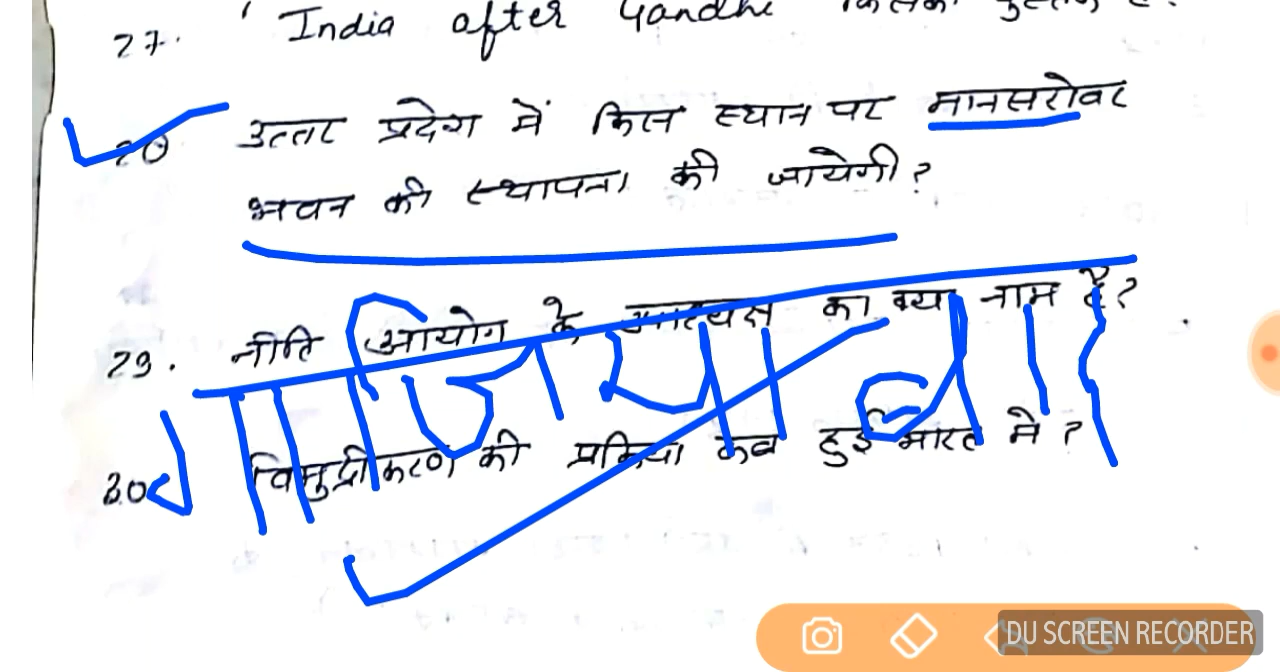 27. ' India after Gandhi किसकी पुस्तक है?
28 उत्तर प्रदेश में किस स्थान पर मानसरोवर
भवन की स्थापना की जायेगी?
29. नीति आयोग के उपाध्यक्ष का क्या नाम है?
गाजियाबाद
30 विमुद्रीकरण की प्रक्रिया कब हुई भारत मे?
DU SCREEN RECORDER